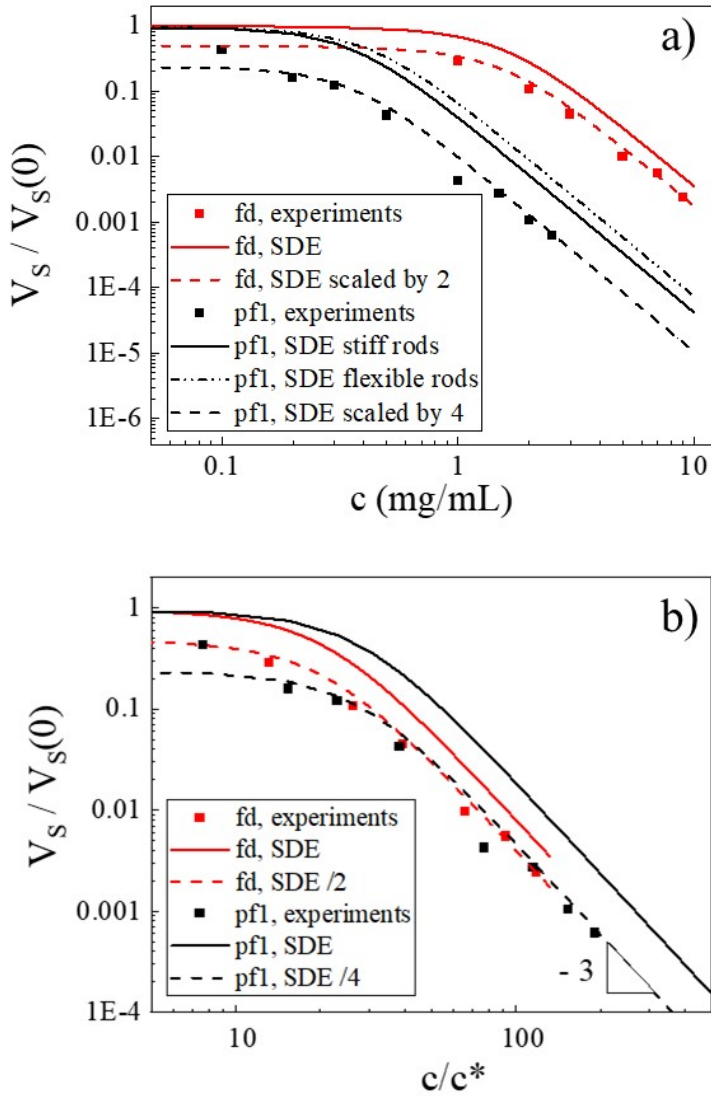 a)
1
0.1
0.01
0.001
1E-4
1E-5
1E-6
V_S / V_S(0)
fd, experiments
fd, SDE
fd, SDE scaled by 2
pf1, experiments
pf1, SDE stiff rods
pf1, SDE flexible rods
pf1, SDE scaled by 4
0.1
1
10
c (mg/mL)
b)
1
0.1
0.01
0.001
1E-4
V_S / V_S(0)
fd, experiments
fd, SDE
fd, SDE /2
pf1, experiments
pf1, SDE
pf1, SDE /4
- 3
10
100
c/c*